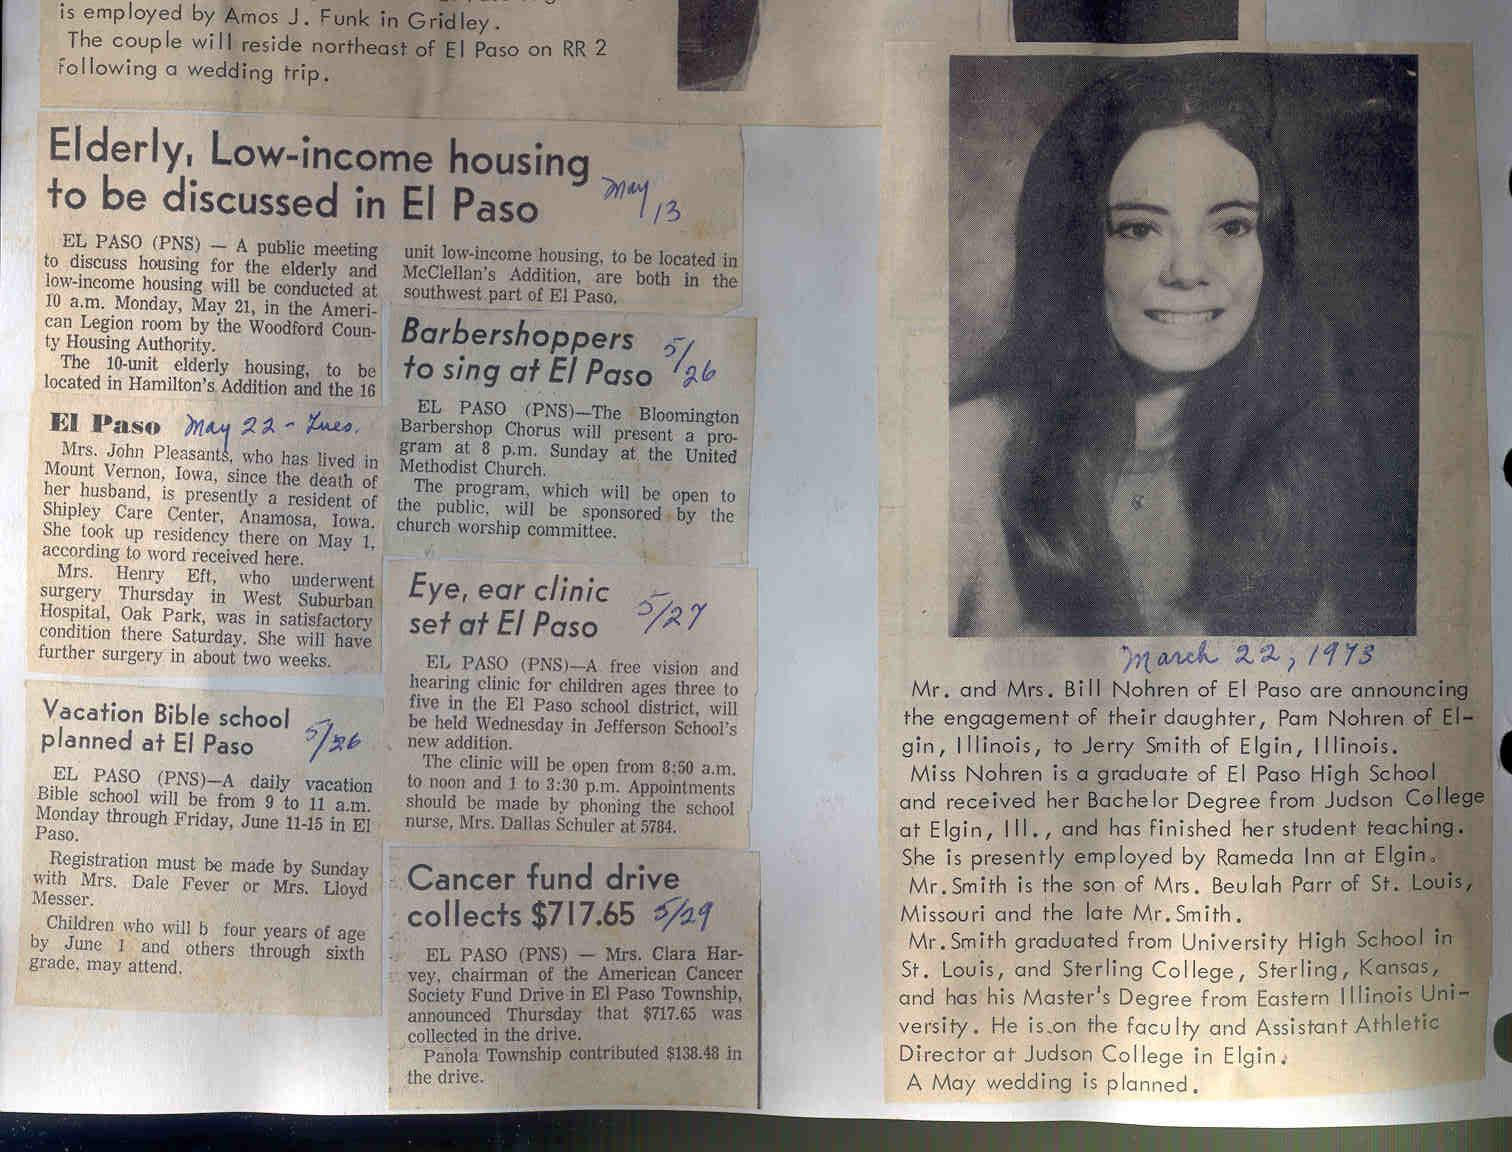 is employed by Amos J. Funk in Gridley.
The couple will reside northeast of El Paso on RR 2
following a wedding trip.
Elderly, Low-income housing
to be discussed in El Paso
May
13
EL PASO (PNS) — A public meeting
to discuss housing for the elderly and
low-income housing will be conducted at
10 a.m. Monday, May 21, in the Ameri-
can Legion room by the Woodford Coun-
ty Housing Authority.
The 10-unit elderly housing, to be
located in Hamilton's Addition and the 16
unit low-income housing, to be located in
McClellan's Addition, are both in the
southwest part of El Paso.
El Paso May 22 - Tues.
Mrs. John Pleasants, who has lived in
Mount Vernon, Iowa, since the death of
her husband, is presently a resident of
Shipley Care Center, Anamosa, Iowa.
She took up residency there on May 1,
according to word received here.
Mrs. Henry Eft, who underwent
surgery Thursday in West Suburban
Hospital, Oak Park, was in satisfactory
condition there Saturday. She will have
further surgery in about two weeks.
Vacation Bible school
planned at El Paso
5/26
EL PASO (PNS)—A daily vacation
Bible school will be from 9 to 11 a.m.
Monday through Friday, June 11-15 in El
Paso.
Registration must be made by Sunday
with Mrs. Dale Fever or Mrs. Lloyd
Messer.
Children who will b four years of age
by June 1 and others through sixth
grade, may attend.
Barbershoppers
to sing at El Paso
5/26
EL PASO (PNS)—The Bloomington
Barbershop Chorus will present a pro-
gram at 8 p.m. Sunday at the United
Methodist Church.
The program, which will be open to
the public, will be sponsored by the
church worship committee.
Eye, ear clinic
set at El Paso
5/27
EL PASO (PNS)—A free vision and
hearing clinic for children ages three to
five in the El Paso school district, will
be held Wednesday in Jefferson School's
new addition.
The clinic will be open from 8:50 a.m.
to noon and 1 to 3:30 p.m. Appointments
should be made by phoning the school
nurse, Mrs. Dallas Schuler at 5784.
Cancer fund drive
collects $717.65 5/29
EL PASO (PNS) — Mrs. Clara Har-
vey, chairman of the American Cancer
Society Fund Drive in El Paso Township,
announced Thursday that $717.65 was
collected in the drive.
Panola Township contributed $138.48 in
the drive.
March 22, 1973
Mr. and Mrs. Bill Nohren of El Paso are announcing
the engagement of their daughter, Pam Nohren of El-
gin, Illinois, to Jerry Smith of Elgin, Illinois.
Miss Nohren is a graduate of El Paso High School
and received her Bachelor Degree from Judson College
at Elgin, Ill., and has finished her student teaching.
She is presently employed by Rameda Inn at Elgin.
Mr. Smith is the son of Mrs. Beulah Parr of St. Louis,
Missouri and the late Mr. Smith.
Mr. Smith graduated from University High School in
St. Louis, and Sterling College, Sterling, Kansas,
and has his Master's Degree from Eastern Illinois Uni-
versity. He is on the faculty and Assistant Athletic
Director at Judson College in Elgin.
A May wedding is planned.